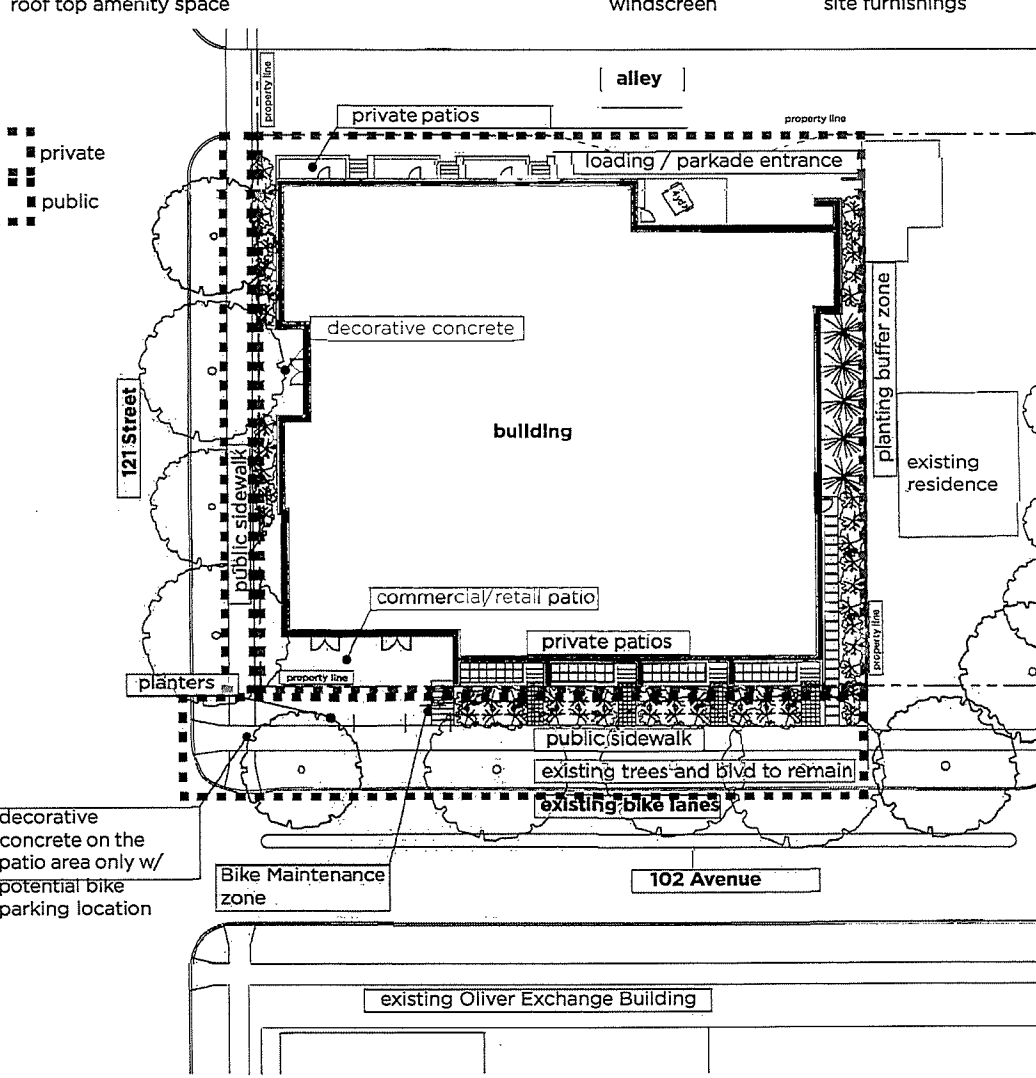 roof top amenity space
windscreen
site furnishings
property line
alley
private patios
property line
private
loading / parkade entrance
public
4yd³
decorative concrete
planting buffer zone
121 Street
building
public sidewalk
existing
residence
commercial/retail patio
property line
private patios
planters
property line
public sidewalk
existing trees and blvd to remain
existing bike lanes
decorative
concrete on the
patio area only w/
potential bike
parking location
Bike Maintenance
zone
102 Avenue
existing Oliver Exchange Building